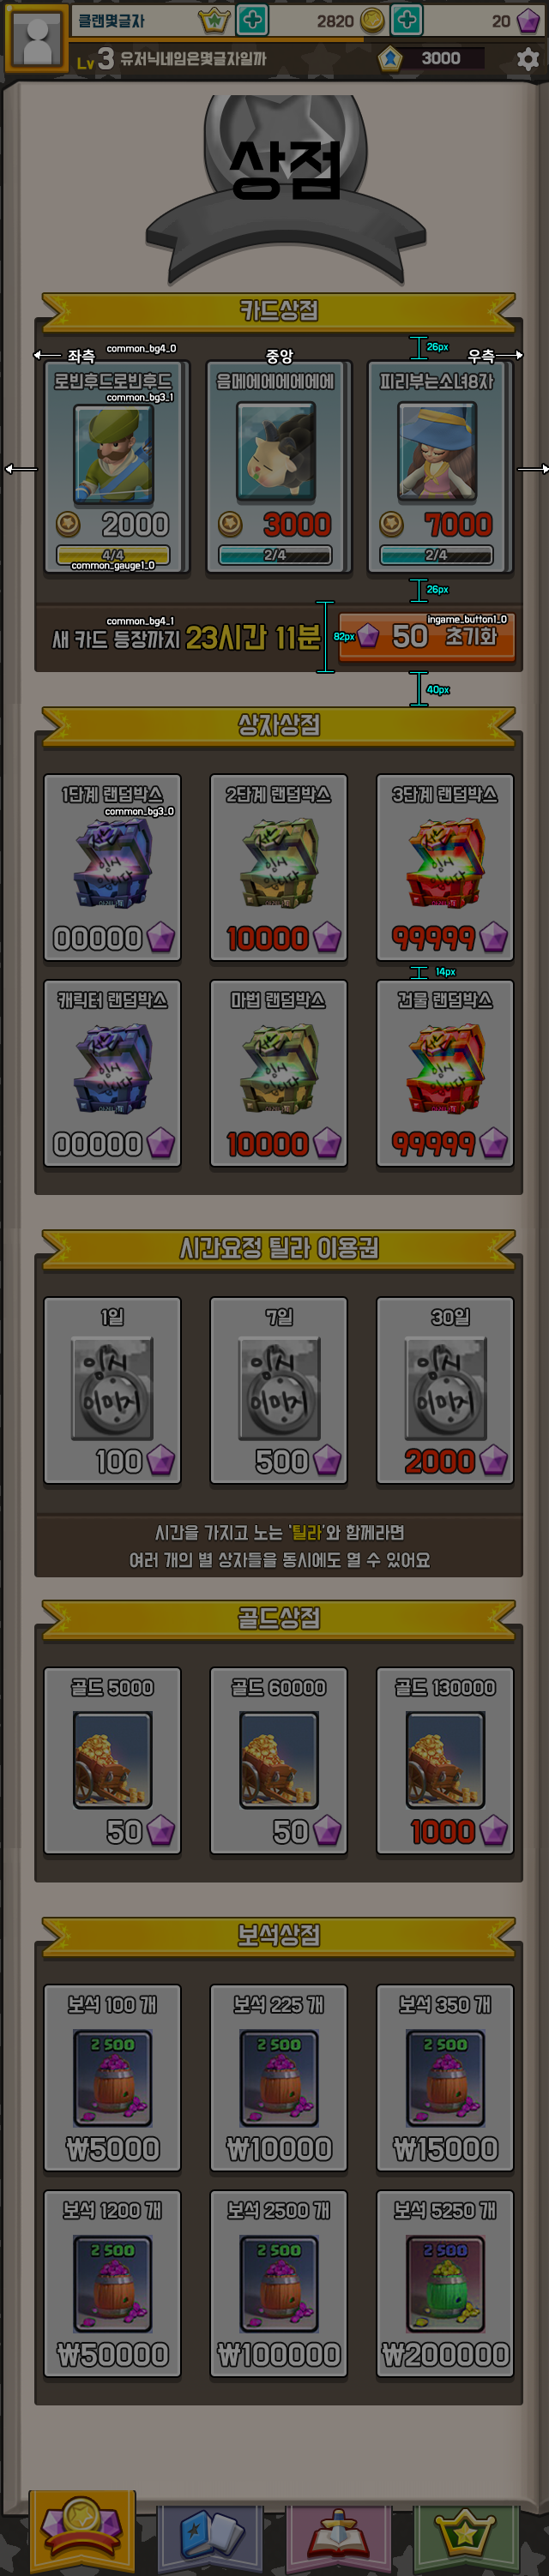 클랜몇글자
2820
20
Lv 3 유저닉네임은몇글자일까
3000
상점
카드상점
26px
좌측
common_bg4_0
중앙
우측
로빈후드로빈후드
음메에에에에에에
피리부는소녀8자
common_bg3_1
2000
3000
7000
4/4
2/4
2/4
common_gauge1_0
26px
common_bg4_1
ingame_button1_0
새 카드 등장까지 23시간 11분
82px
50 초기화
40px
상자상점
1단계 랜덤박스
2단계 랜덤박스
3단계 랜덤박스
common_bg3_0
00000
10000
99999
14px
캐릭터 랜덤박스
마법 랜덤박스
건물 랜덤박스
00000
10000
99999
시간요정 틸라 이용권
1일
7일
30일
임시
이미지
임시
이미지
임시
이미지
100
500
2000
시간을 가지고 노는 '틸라'와 함께라면
여러 개의 별 상자들을 동시에도 열 수 있어요
골드상점
골드 5000
골드 60000
골드 130000
50
50
1000
보석상점
보석 100 개
보석 225 개
보석 350 개
2 500
2 500
2 500
₩5000
₩10000
₩15000
보석 1200 개
보석 2500 개
보석 5250 개
2 500
2 500
2 500
₩50000
₩100000
₩200000